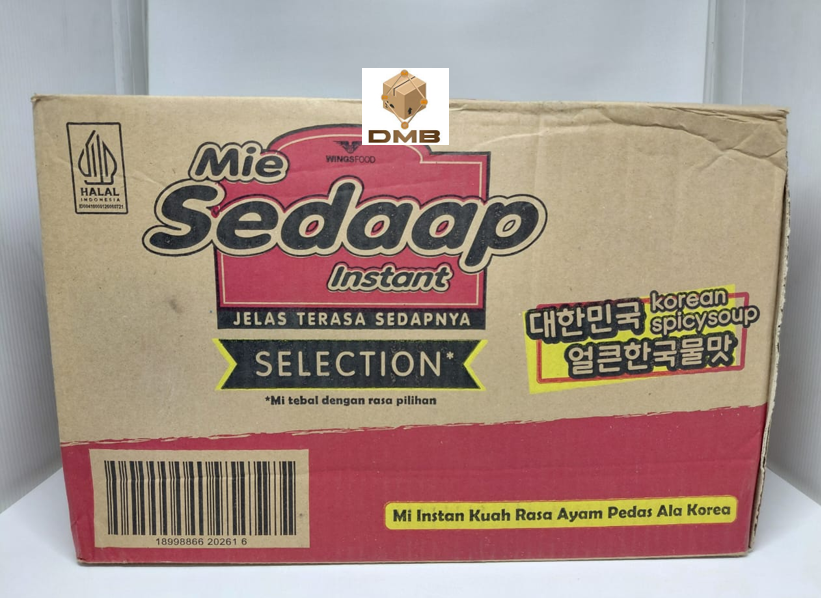 DMB
HALAL
INDONESIA
WINGSFOOD
Mie
Sedaap
Instant
JELAS TERASA SEDAPNYA
SELECTION*
*Mi tebal dengan rasa pilihan
대한민국 korean
spicysoup
얼큰한국물맛
18998866 20261 6
Mi Instan Kuah Rasa Ayam Pedas Ala Korea